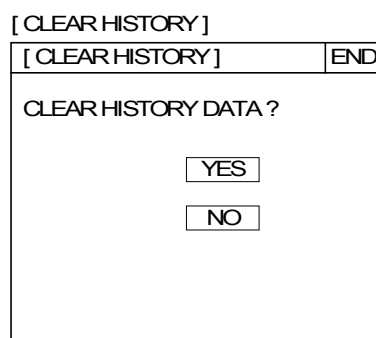 [ CLEAR HISTORY ]
[ CLEAR HISTORY ] END
CLEAR HISTORY DATA ?
YES
NO